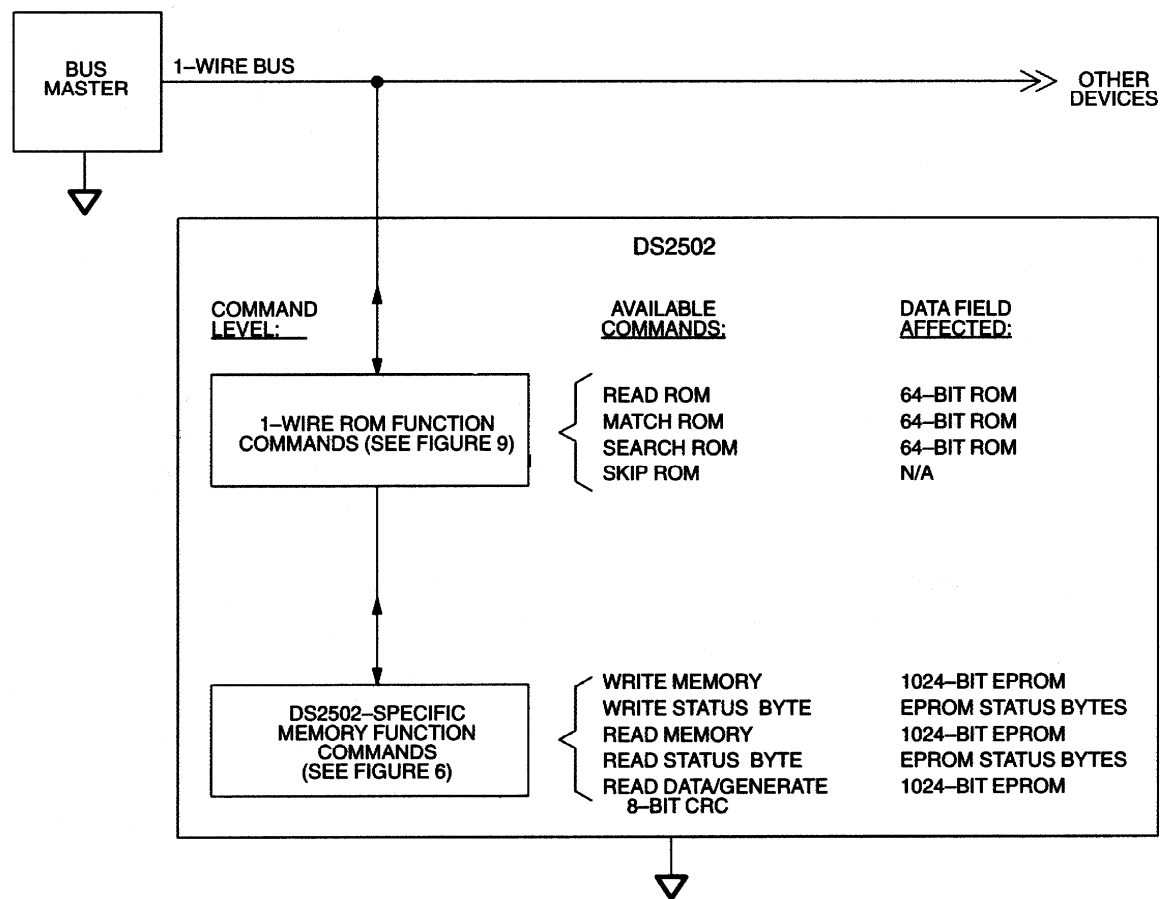 BUS
MASTER
1–WIRE BUS
OTHER
DEVICES
DS2502
COMMAND
LEVEL:
AVAILABLE
COMMANDS:
DATA FIELD
AFFECTED:
1–WIRE ROM FUNCTION
COMMANDS (SEE FIGURE 9)
READ ROM 64–BIT ROM
MATCH ROM 64–BIT ROM
SEARCH ROM 64–BIT ROM
SKIP ROM N/A
DS2502–SPECIFIC
MEMORY FUNCTION
COMMANDS
(SEE FIGURE 6)
WRITE MEMORY 1024–BIT EPROM
WRITE STATUS BYTE EPROM STATUS BYTES
READ MEMORY 1024–BIT EPROM
READ STATUS BYTE EPROM STATUS BYTES
READ DATA/GENERATE 1024–BIT EPROM
8–BIT CRC